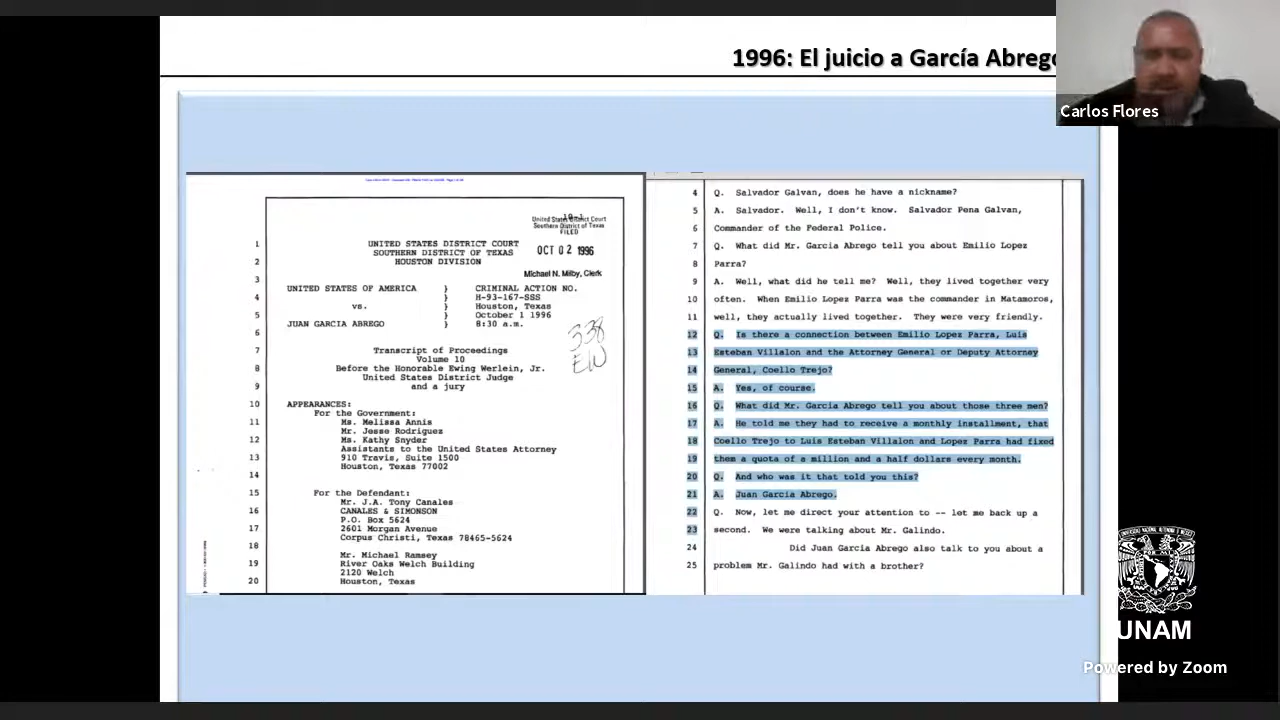 1996: El juicio a García Abrego
Carlos Flores
United States District Court
Southern District of Texas
FILED
OCT 02 1996
Michael N. Milby, Clerk
1 UNITED STATES DISTRICT COURT
SOUTHERN DISTRICT OF TEXAS
2 HOUSTON DIVISION
3
UNITED STATES OF AMERICA } CRIMINAL ACTION NO.
4 } H-93-167-SSS
vs. } Houston, Texas
5 } October 1 1996
JUAN GARCIA ABREGO } 8:30 a.m.
6
338
EW
7 Transcript of Proceedings
Volume 10
8 Before the Honorable Ewing Werlein, Jr.
United States District Judge
9 and a jury
10 APPEARANCES:
For the Government:
11 Ms. Melissa Annis
Mr. Jesse Rodriguez
12 Ms. Kathy Snyder
Assistants to the United States Attorney
13 910 Travis, Suite 1500
Houston, Texas 77002
14
15 For the Defendant:
Mr. J.A. Tony Canales
16 CANALES & SIMONSON
P.O. Box 5624
17 2601 Morgan Avenue
Corpus Christi, Texas 78465-5624
18
Mr. Michael Ramsey
19 River Oaks Welch Building
2120 Welch
20 Houston, Texas
4 Q. Salvador Galvan, does he have a nickname?
5 A. Salvador. Well, I don't know. Salvador Pena Galvan,
6 Commander of the Federal Police.
7 Q. What did Mr. Garcia Abrego tell you about Emilio Lopez
8 Parra?
9 A. Well, what did he tell me? Well, they lived together very
10 often. When Emilio Lopez Parra was the commander in Matamoros,
11 well, they actually lived together. They were very friendly.
12 Q. Is there a connection between Emilio Lopez Parra, Luis
13 Esteban Villalon and the Attorney General or Deputy Attorney
14 General, Coello Trejo?
15 A. Yes, of course.
16 Q. What did Mr. Garcia Abrego tell you about those three men?
17 A. He told me they had to receive a monthly installment, that
18 Coello Trejo to Luis Esteban Villalon and Lopez Parra had fixed
19 them a quota of a million and a half dollars every month.
20 Q. And who was it that told you this?
21 A. Juan Garcia Abrego.
22 Q. Now, let me direct your attention to -- let me back up a
23 second. We were talking about Mr. Galindo.
24 Did Juan Garcia Abrego also talk to you about a
25 problem Mr. Galindo had with a brother?
UNAM
Powered by Zoom